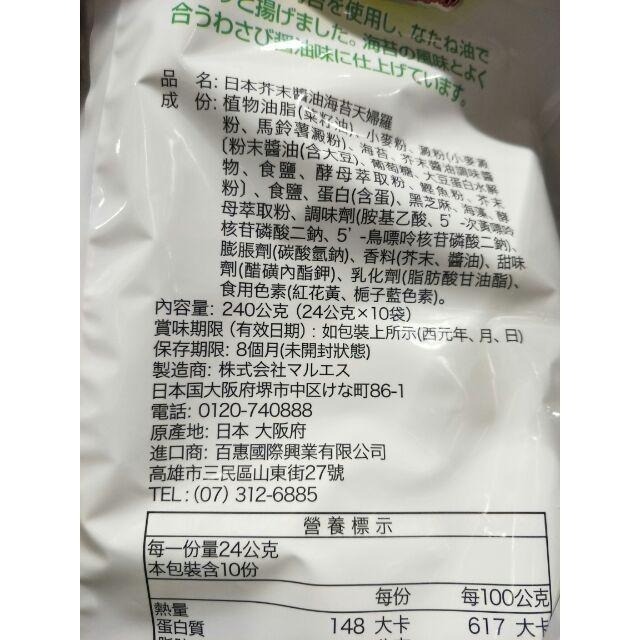 海苔を使用し、なたね油で
と揚げました。海苔の風味とよく
合うわさび醤油味に仕上げています。
品 名: 日本芥末醬油海苔天婦羅
成 份: 植物油脂(菜籽油)、小麥粉、澱粉(小麥澱
粉、馬鈴薯澱粉)、海苔、芥末醬油調味醬
〔粉末醬油(含大豆)、葡萄糖、大豆蛋白水解
物、食鹽、酵母萃取粉、鰹魚粉、芥末
粉〕、食鹽、蛋白(含蛋)、黑芝麻、海藻、酵
母萃取粉、調味劑(胺基乙酸、5'-次黃嘌呤
核苷磷酸二鈉、5'-鳥嘌呤核苷磷酸二鈉)、
膨脹劑(碳酸氫鈉)、香料(芥末、醬油)、甜味
劑(醋磺內酯鉀)、乳化劑(脂肪酸甘油酯)、
食用色素(紅花黃、梔子藍色素)。
內容量: 240公克 (24公克×10袋)
賞味期限 (有效日期) : 如包裝上所示(西元年、月、日)
保存期限: 8個月(未開封狀態)
製造商: 株式会社マルエス
日本国大阪府堺市中区けな町86-1
電話: 0120-740888
原產地: 日本 大阪府
進口商: 百惠國際興業有限公司
高雄市三民區山東街27號
TEL: (07) 312-6885
營養標示
每一份量24公克
本包裝含10份
每份 每100公克
熱量 148 大卡 617 大卡
蛋白質